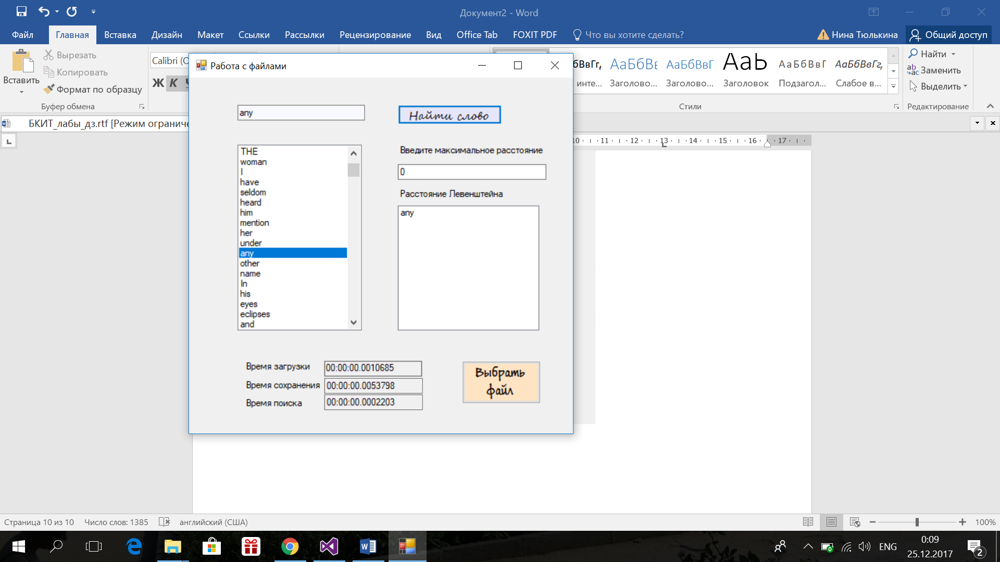 Документ2 - Word
Файл Главная Вставка Дизайн Макет Ссылки Рассылки Рецензирование Вид Office Tab FOXIT PDF Что вы хотите сделать? Нина Тюлькина Общий доступ
Вставить
Вырезать
Копировать
Формат по образцу
Буфер обмена
Calibri (О
Ж К Ч
АаБбВвГ АаБбВвГ АаБбВвГг,
Заголово... Заголово... Заголовок Подзагол... Слабое в...
Стили
Найти
Заменить
Выделить
Редактирование
БКИТ_лабы_дз.rtf [Режим ограниче
10 11 12 13 14 15 16 17
Работа с файлами
any
Найти слово
THE
woman
I
have
seldom
heard
him
mention
her
under
any
other
name
In
his
eyes
eclipses
and
Введите максимальное расстояние
0
Расстояние Левенштейна
any
Время загрузки 00:00:00.0010685
Время сохранения 00:00:00.0053798
Время поиска 00:00:00.0002203
Выбрать
файл
Страница 10 из 10 Число слов: 1385 английский (США) 100%
ENG
0:09
25.12.2017
2